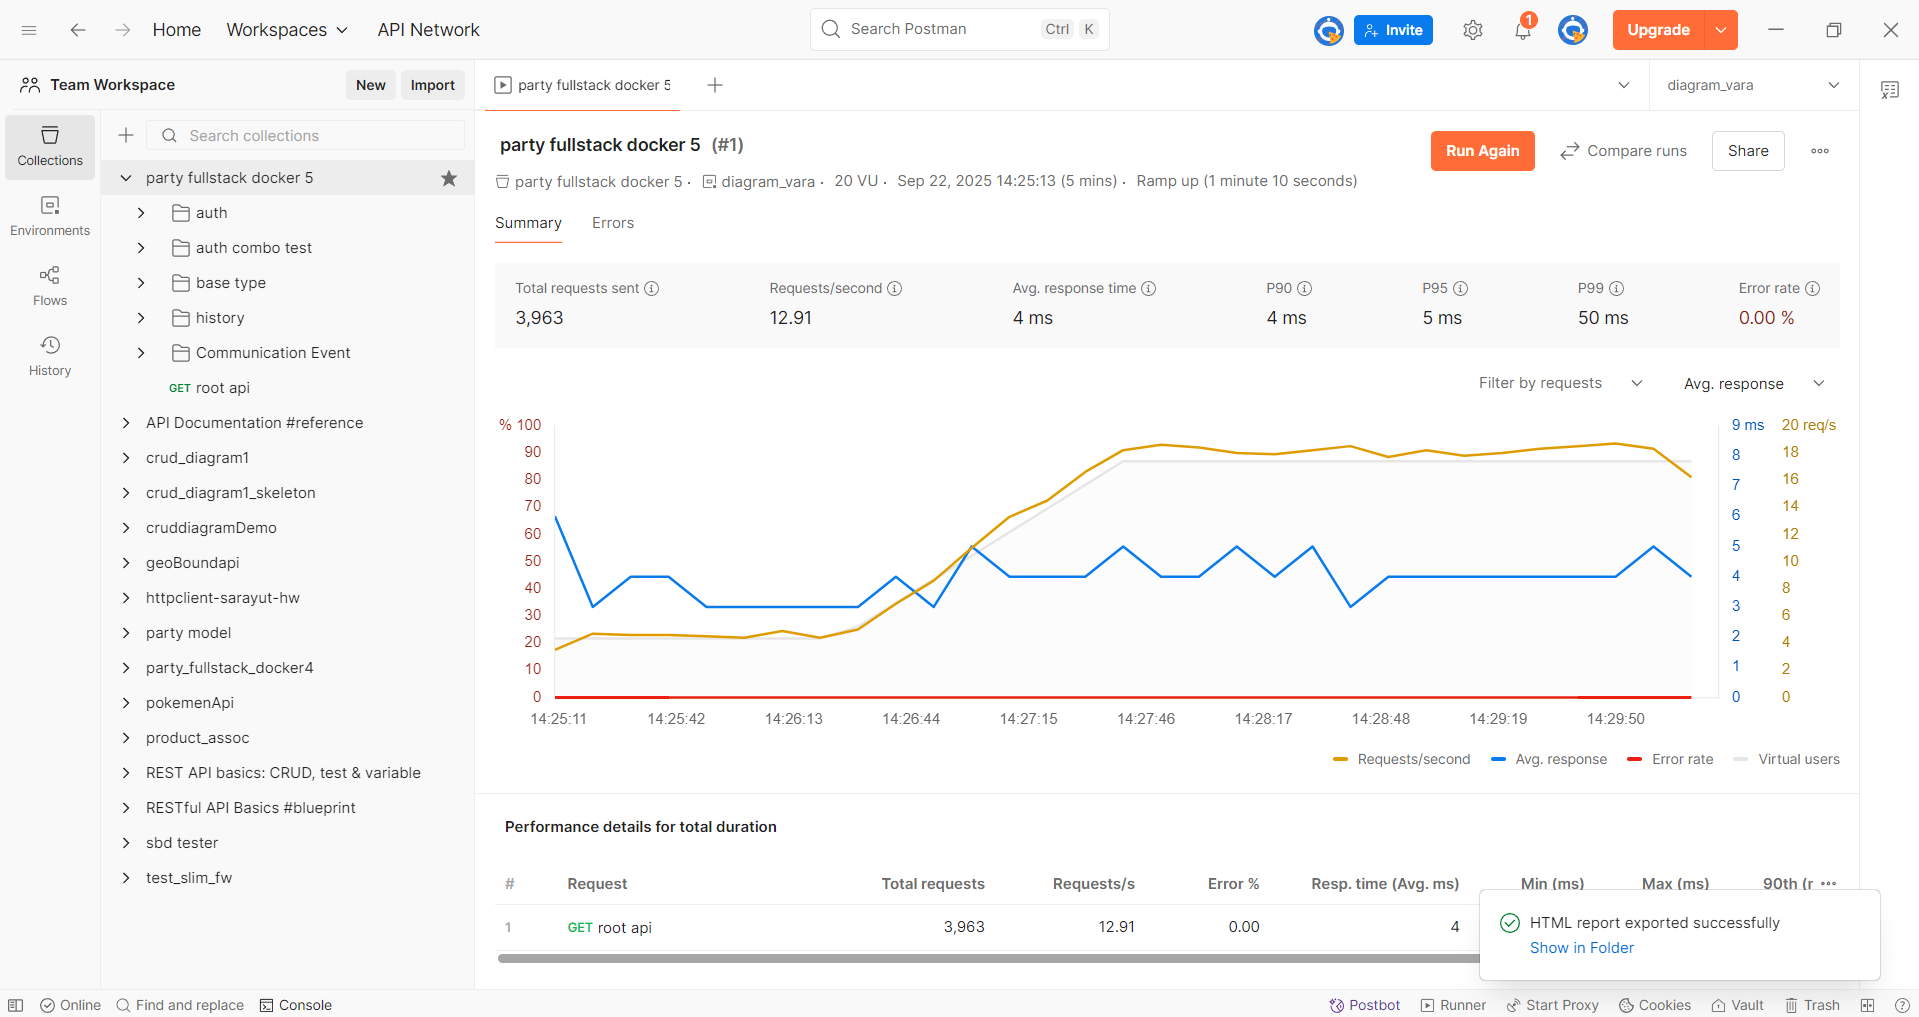 Home
Workspaces
API Network
Search Postman
Ctrl K
Invite
1
Upgrade
Team Workspace
New
Import
party fullstack docker 5
diagram_vara
Collections
Environments
Flows
History
Search collections
party fullstack docker 5
auth
auth combo test
base type
history
Communication Event
GET root api
API Documentation #reference
crud_diagram1
crud_diagram1_skeleton
cruddiagramDemo
geoBoundapi
httpclient-sarayut-hw
party model
party_fullstack_docker4
pokemenApi
product_assoc
REST API basics: CRUD, test & variable
RESTful API Basics #blueprint
sbd tester
test_slim_fw
party fullstack docker 5 (#1)
Run Again
Compare runs
Share
party fullstack docker 5 · diagram_vara · 20 VU · Sep 22, 2025 14:25:13 (5 mins) · Ramp up (1 minute 10 seconds)
Summary
Errors
Total requests sent
Requests/second
Avg. response time
P90
P95
P99
Error rate
3,963
12.91
4 ms
4 ms
5 ms
50 ms
0.00 %
Filter by requests
Avg. response
% 100
90
80
70
60
50
40
30
20
10
0
9 ms
8
7
6
5
4
3
2
1
0
20 req/s
18
16
14
12
10
8
6
4
2
0
14:25:11
14:25:42
14:26:13
14:26:44
14:27:15
14:27:46
14:28:17
14:28:48
14:29:19
14:29:50
Requests/second
Avg. response
Error rate
Virtual users
Performance details for total duration
# Request Total requests Requests/s Error % Resp. time (Avg. ms) Min (ms) Max (ms) 90th (r
1 GET root api 3,963 12.91 0.00 4
HTML report exported successfully
Show in Folder
Online
Find and replace
Console
Postbot
Runner
Start Proxy
Cookies
Vault
Trash